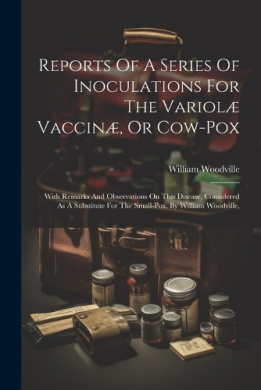 Reports Of A Series Of
Inoculations For
The Variolæ
Vaccinæ, Or Cow-Pox
William Woodville
With Remarks And Observations On This Disease, Considered
As A Substitute For The Small-Pox. By William Woodville,